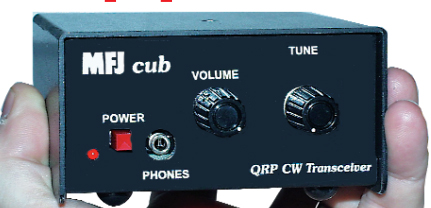 MFJ cub
VOLUME
TUNE
POWER
PHONES
QRP CW Transceiver